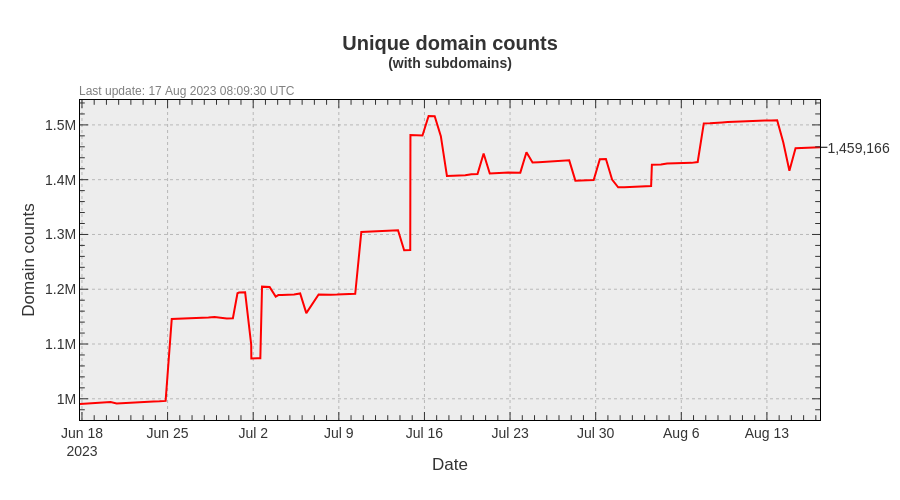 Unique domain counts
(with subdomains)
Last update: 17 Aug 2023 08:09:30 UTC
1.5M
1.4M
1.3M
1.2M
1.1M
1M
Domain counts
1,459,166
Jun 18 Jun 25 Jul 2 Jul 9 Jul 16 Jul 23 Jul 30 Aug 6 Aug 13
2023
Date